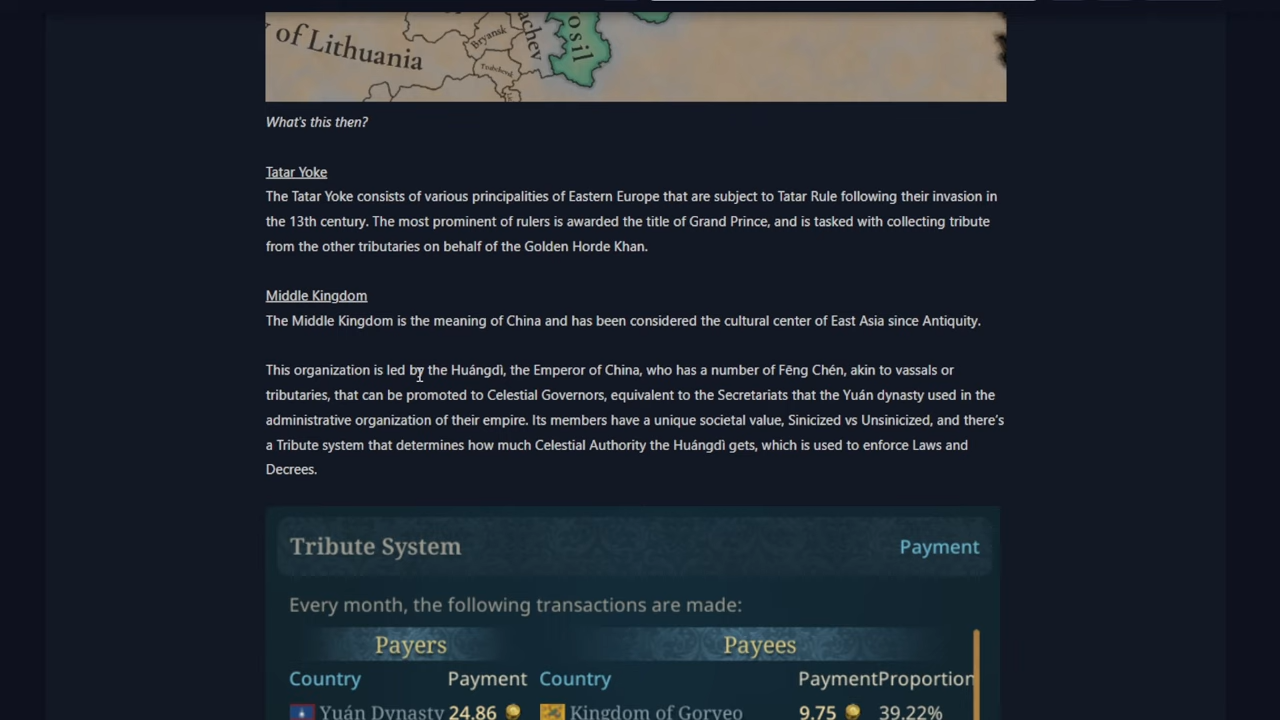 of Lithuania
Bryansk
osil
What's this then?
Tatar Yoke
The Tatar Yoke consists of various principalities of Eastern Europe that are subject to Tatar Rule following their invasion in
the 13th century. The most prominent of rulers is awarded the title of Grand Prince, and is tasked with collecting tribute
from the other tributaries on behalf of the Golden Horde Khan.
Middle Kingdom
The Middle Kingdom is the meaning of China and has been considered the cultural center of East Asia since Antiquity.
This organization is led by the Huángdì, the Emperor of China, who has a number of Fēng Chén, akin to vassals or
tributaries, that can be promoted to Celestial Governors, equivalent to the Secretariats that the Yuán dynasty used in the
administrative organization of their empire. Its members have a unique societal value, Sinicized vs Unsinicized, and there's
a Tribute system that determines how much Celestial Authority the Huángdì gets, which is used to enforce Laws and
Decrees.
Tribute System Payment
Every month, the following transactions are made:
Payers Payees
Country Payment Country PaymentProportion
Yuán Dynasty 24.86 Kingdom of Goryeo 9.75 39.22%